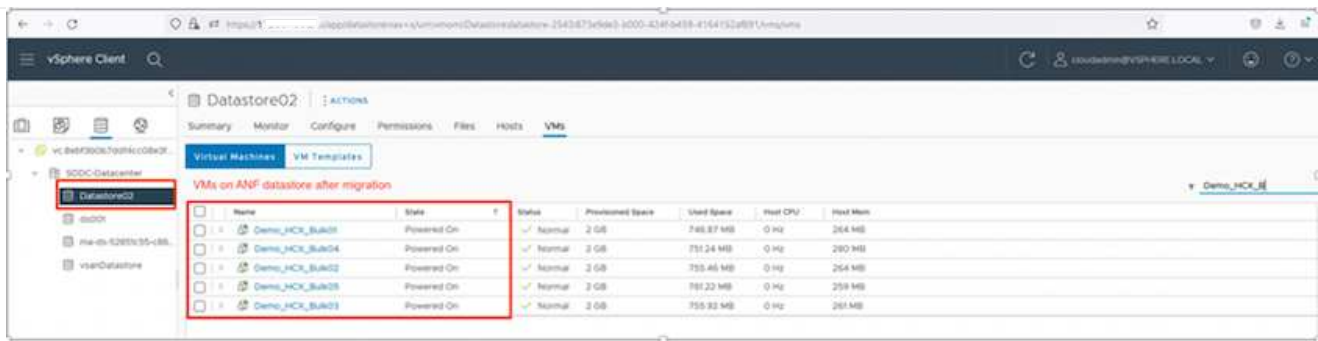 vSphere Client
@VSPHERE.LOCAL
Datastore02
ACTIONS
Summary Monitor Configure Permissions Files Hosts VMs
Virtual Machines VM Templates
SDDC-Datacenter
Datastore02
vsanDatastore
VMs on ANF datastore after migration
Demo_HCX_B
Name State Status Provisioned Space Used Space Host CPU Host Mem
Demo_HCX_Bulk01 Powered On Normal 2 GB 748.87 MB 0 Hz 264 MB
Demo_HCX_Bulk04 Powered On Normal 2 GB 751.24 MB 0 Hz 280 MB
Demo_HCX_Bulk02 Powered On Normal 2 GB 755.46 MB 0 Hz 264 MB
Demo_HCX_Bulk05 Powered On Normal 2 GB 761.22 MB 0 Hz 259 MB
Demo_HCX_Bulk03 Powered On Normal 2 GB 755.92 MB 0 Hz 261 MB